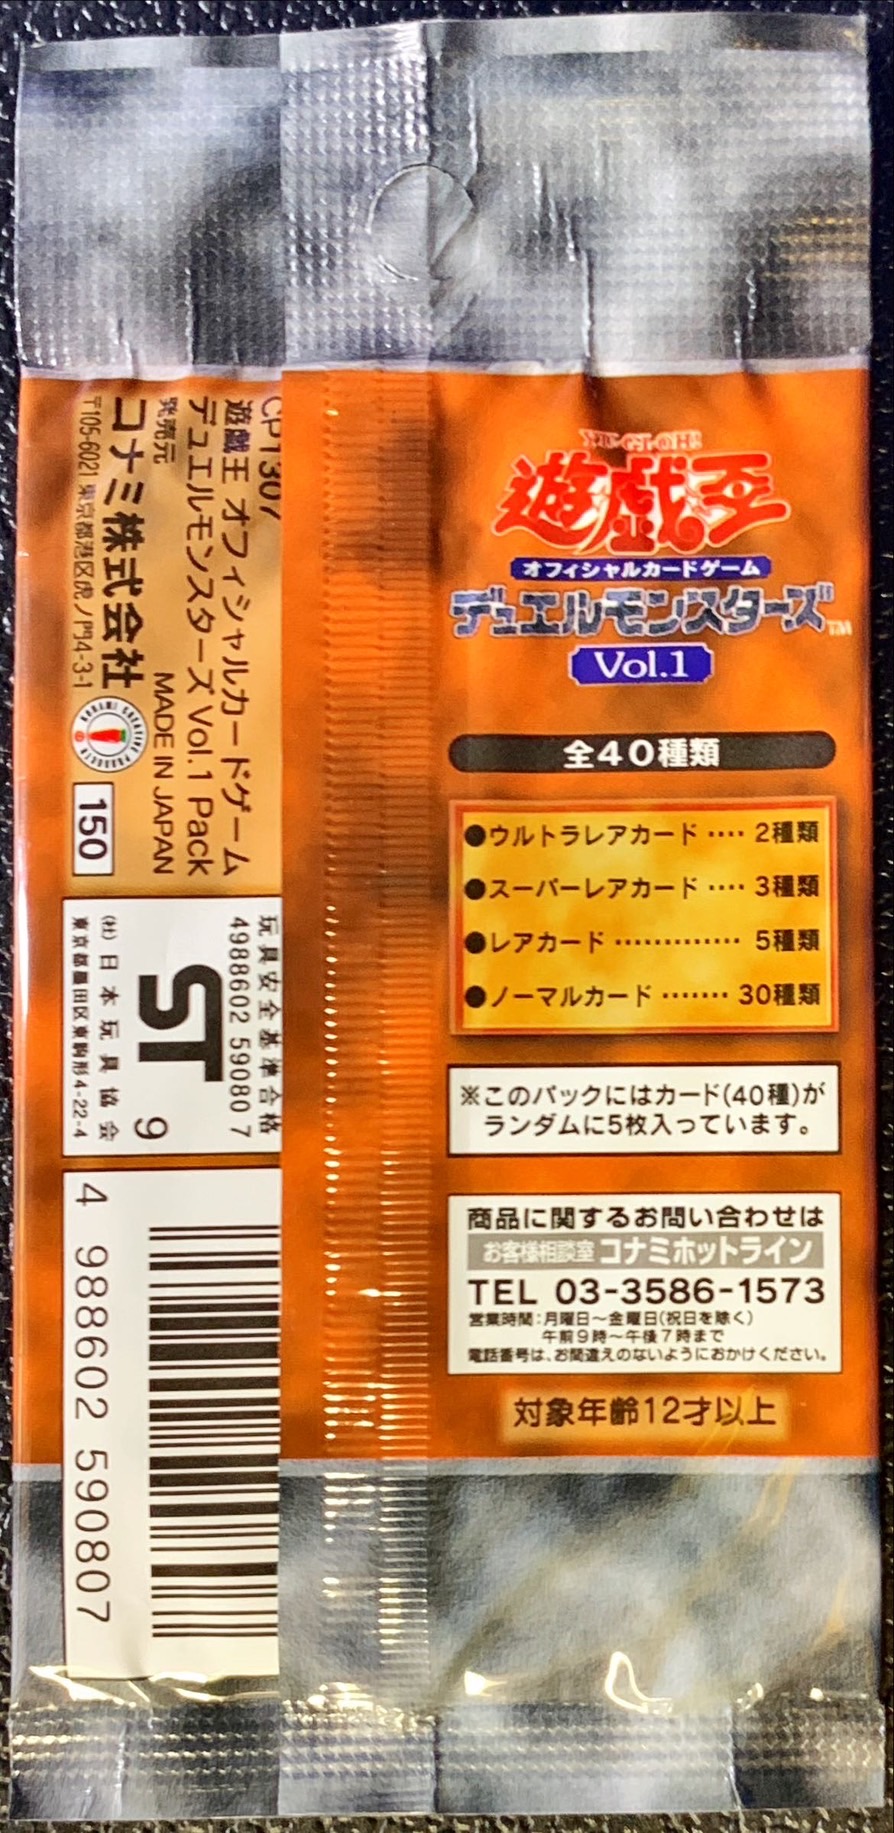 YU-GI-OH!
遊戯王
オフィシャルカードゲーム
デュエルモンスターズ™
Vol.1
全40種類
●ウルトラレアカード ‥‥ 2種類
●スーパーレアカード ‥‥ 3種類
●レアカード ‥‥‥‥‥‥ 5種類
●ノーマルカード ‥‥‥ 30種類
※このパックにはカード(40種)が
ランダムに5枚入っています。
商品に関するお問い合わせは
お客様相談室 コナミホットライン
TEL 03-3586-1573
営業時間:月曜日〜金曜日(祝日を除く)
午前9時〜午後7時まで
電話番号は、お間違えのないようにおかけください。
対象年齢12才以上
CP1307
遊戯王 オフィシャルカードゲーム
デュエルモンスターズ Vol.1 Pack
発売元
MADE IN JAPAN
コナミ株式会社
〒105-6021 東京都港区虎ノ門4-3-1
KONAMI CREATIVE PRODUCTS
150
玩具安全基準合格
4988602 59080 7
ST
9
(社)日本玩具協会
東京都墨田区東駒形4-22-4
4 988602 590807